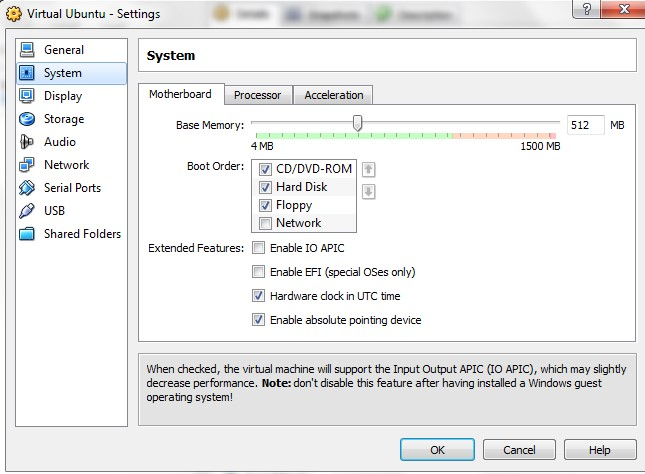 Virtual Ubuntu - Settings
Details
Snapshots
Description
General
System
Display
Storage
Audio
Network
Serial Ports
USB
Shared Folders
System
Motherboard Processor Acceleration
Base Memory: 512 MB
4 MB 1500 MB
Boot Order: CD/DVD-ROM
Hard Disk
Floppy
Network
Extended Features: Enable IO APIC
Enable EFI (special OSes only)
Hardware clock in UTC time
Enable absolute pointing device
When checked, the virtual machine will support the Input Output APIC (IO APIC), which may slightly
decrease performance. Note: don't disable this feature after having installed a Windows guest
operating system!
OK Cancel Help